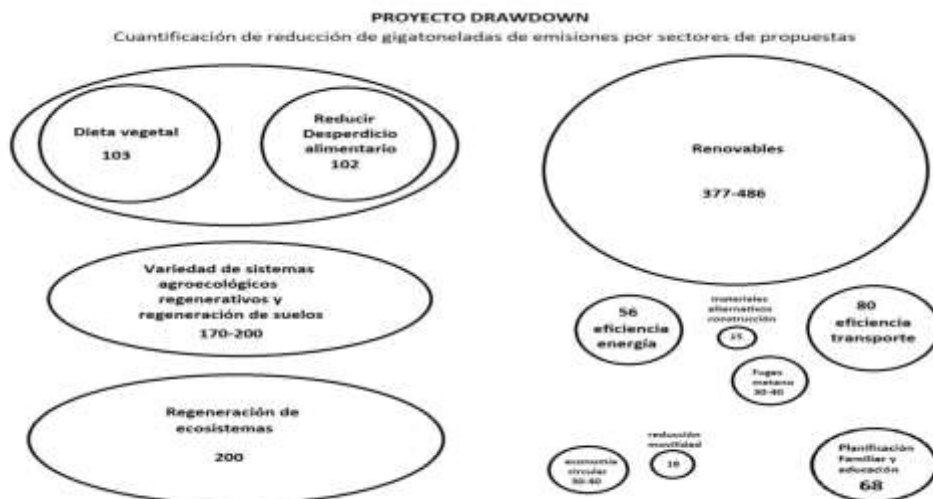 PROYECTO DRAWDOWN
Cuantificación de reducción de gigatoneladas de emisiones por sectores de propuestas
Dieta vegetal
103
Reducir
Desperdicio
alimentario
102
Renovables
377-486
Variedad de sistemas
agroecológicos
regenerativos y
regeneración de suelos
170-200
56
eficiencia
energía
materiales
alternativos
construcción
15
80
eficiencia
transporte
Fugas
metano
30-40
Regeneración de
ecosistemas
200
economía
circular
30-40
reducción
movilidad
Planificación
Familiar y
educación
68